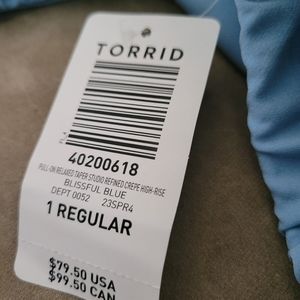 TORRID
40200618
PULL-ON RELAXED TAPER STUDIO REFINED CREPE HIGH-RISE
BLISSFUL BLUE
DEPT 0052 23SPR4
1 REGULAR
$79.50 USA
$99.50 CAN